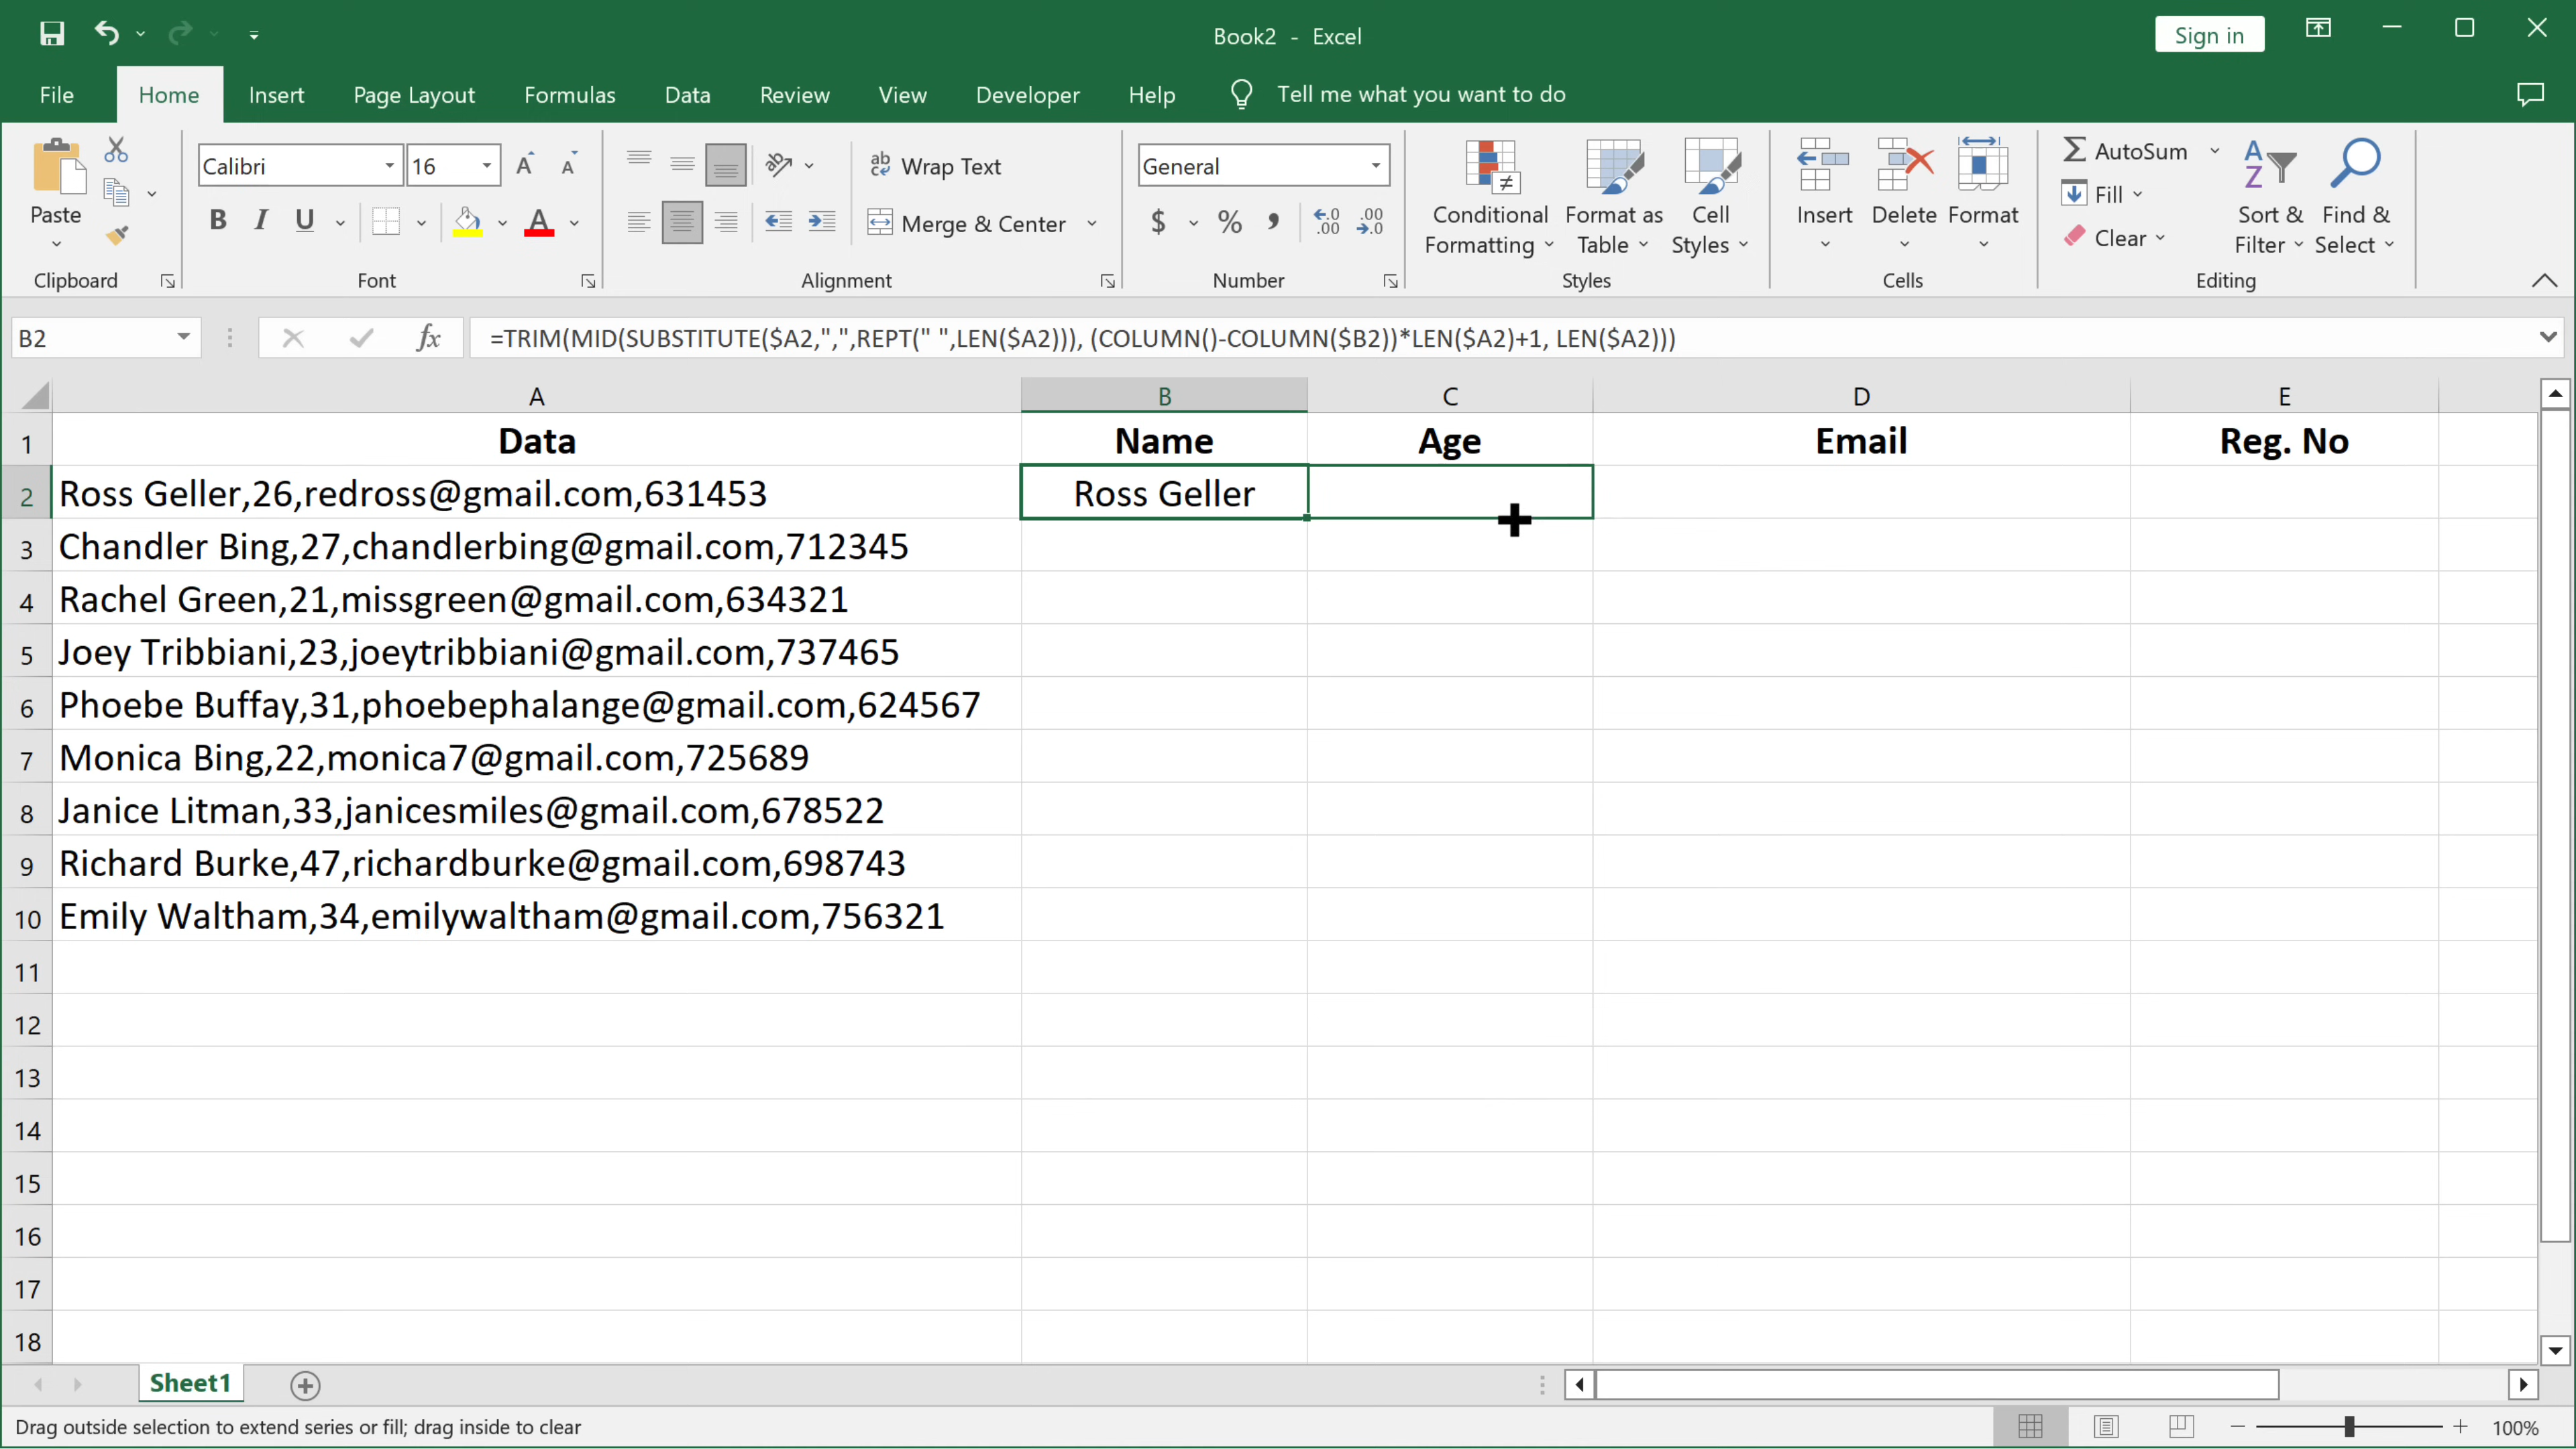 Book2 - Excel
Sign in
File Home Insert Page Layout Formulas Data Review View Developer Help Tell me what you want to do
Paste
Clipboard
Calibri 16
B I U A
Font
ab Wrap Text
Merge & Center
Alignment
General
$ % , .0 .00 .00 .0
Number
Conditional Formatting
Format as Table
Cell Styles
Styles
Insert Delete Format
Cells
AutoSum
Fill
Clear
Sort & Filter
Find & Select
Editing
B2 fx =TRIM(MID(SUBSTITUTE($A2,",",REPT(" ",LEN($A2))), (COLUMN()-COLUMN($B2))*LEN($A2)+1, LEN($A2)))
A B C D E
1 Data Name Age Email Reg. No
2 Ross Geller,26,redross@gmail.com,631453 Ross Geller
3 Chandler Bing,27,chandlerbing@gmail.com,712345
4 Rachel Green,21,missgreen@gmail.com,634321
5 Joey Tribbiani,23,joeytribbiani@gmail.com,737465
6 Phoebe Buffay,31,phoebephalange@gmail.com,624567
7 Monica Bing,22,monica7@gmail.com,725689
8 Janice Litman,33,janicesmiles@gmail.com,678522
9 Richard Burke,47,richardburke@gmail.com,698743
10 Emily Waltham,34,emilywaltham@gmail.com,756321
11
12
13
14
15
16
17
18
Sheet1
Drag outside selection to extend series or fill; drag inside to clear
100%